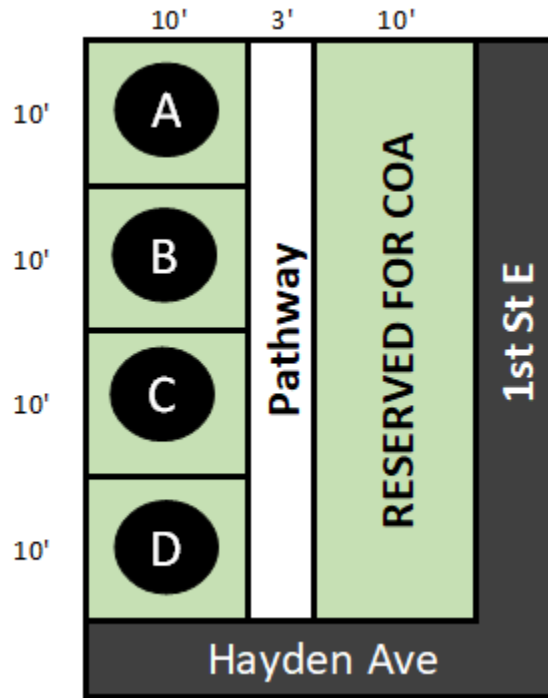 10' 3' 10'
10' A
10' B
10' C
10' D
Pathway
RESERVED FOR COA
1st St E
Hayden Ave